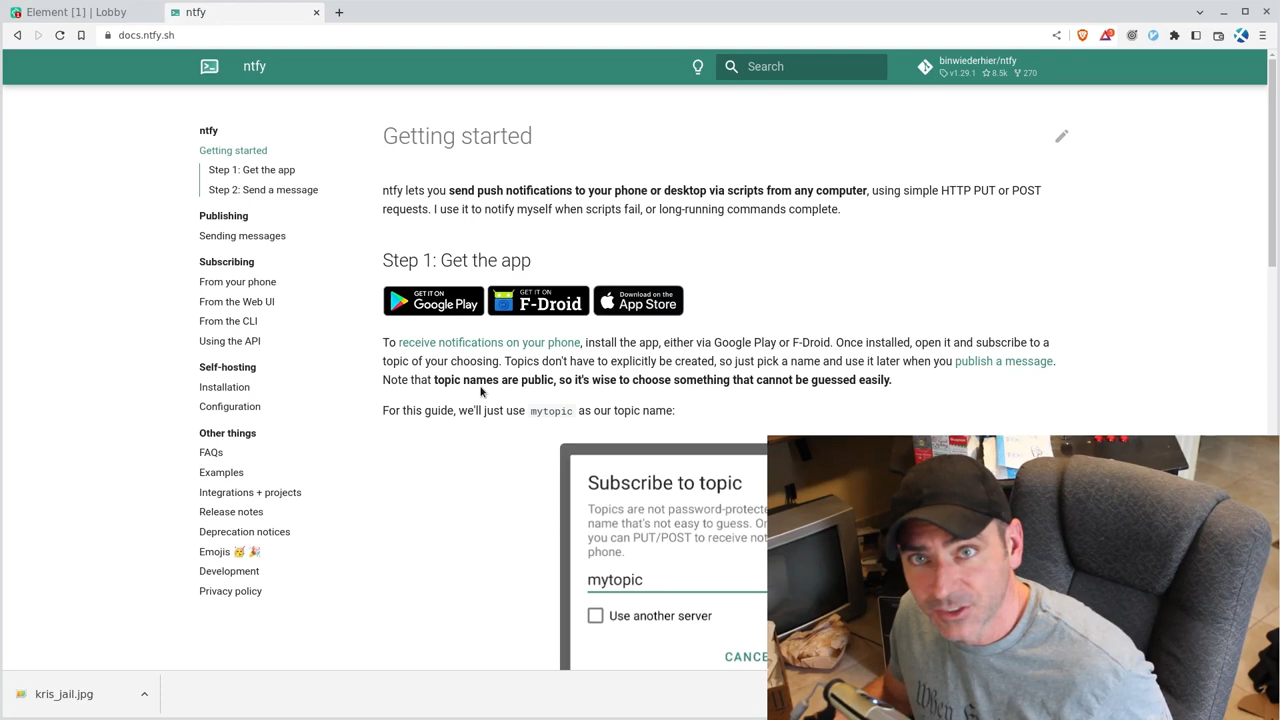 Element [1] | Lobby
ntfy
docs.ntfy.sh
ntfy
Search
binwiederhier/ntfy
v1.29.1 8.5k 270
ntfy
Getting started
Step 1: Get the app
Step 2: Send a message
Publishing
Sending messages
Subscribing
From your phone
From the Web UI
From the CLI
Using the API
Self-hosting
Installation
Configuration
Other things
FAQs
Examples
Integrations + projects
Release notes
Deprecation notices
Emojis 🥳 🎉
Development
Privacy policy
Getting started
ntfy lets you send push notifications to your phone or desktop via scripts from any computer, using simple HTTP PUT or POST
requests. I use it to notify myself when scripts fail, or long-running commands complete.
Step 1: Get the app
GET IT ON
Google Play
GET IT ON
F-Droid
Download on the
App Store
To receive notifications on your phone, install the app, either via Google Play or F-Droid. Once installed, open it and subscribe to a
topic of your choosing. Topics don't have to explicitly be created, so just pick a name and use it later when you publish a message.
Note that topic names are public, so it's wise to choose something that cannot be guessed easily.
For this guide, we'll just use mytopic as our topic name:
Subscribe to topic
Topics are not password-protecte
name that's not easy to guess. On
you can PUT/POST to receive not
phone.
mytopic
Use another server
CANCE
kris_jail.jpg